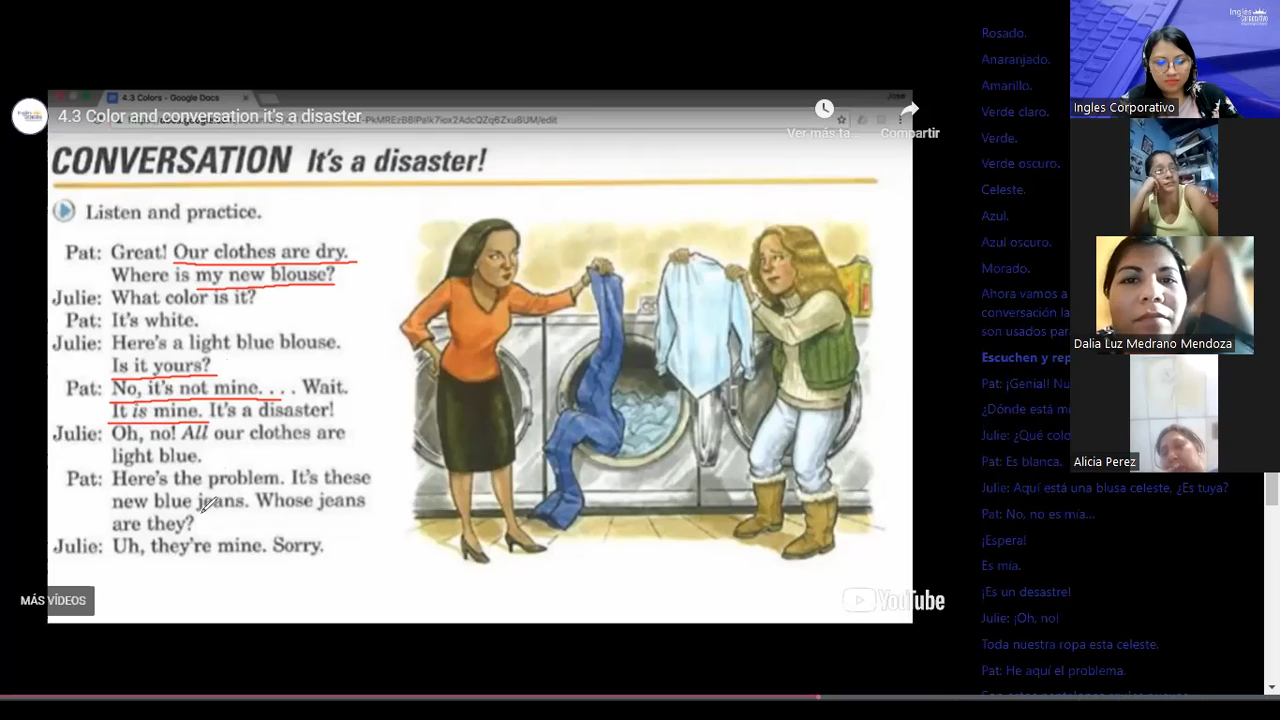 4.3 Colors - Google Docs
Jose
4.3 Color and conversation it's a disaster
Ver más ta...
Compartir
CONVERSATION It's a disaster!
Listen and practice.
Pat: Great! Our clothes are dry.
Where is my new blouse?
Julie: What color is it?
Pat: It's white.
Julie: Here's a light blue blouse.
Is it yours?
Pat: No, it's not mine. . . . Wait.
It is mine. It's a disaster!
Julie: Oh, no! All our clothes are
light blue.
Pat: Here's the problem. It's these
new blue jeans. Whose jeans
are they?
Julie: Uh, they're mine. Sorry.
MÁS VÍDEOS
YouTube
Rosado.
Anaranjado.
Amarillo.
Verde claro.
Verde.
Verde oscuro.
Celeste.
Azul.
Azul oscuro.
Morado.
Ahora vamos a
conversación la
son usados para
Escuchen y rep
Pat: ¡Genial! Nu
¿Dónde está m
Julie: ¿Qué colo
Pat: Es blanca.
Julie: Aquí está una blusa celeste, ¿Es tuya?
Pat: No, no es mía...
¡Espera!
Es mía.
¡Es un desastre!
Julie: ¡Oh, no!
Toda nuestra ropa esta celeste.
Pat: He aquí el problema.
Ingles Corporativo
Dalia Luz Medrano Mendoza
Alicia Perez